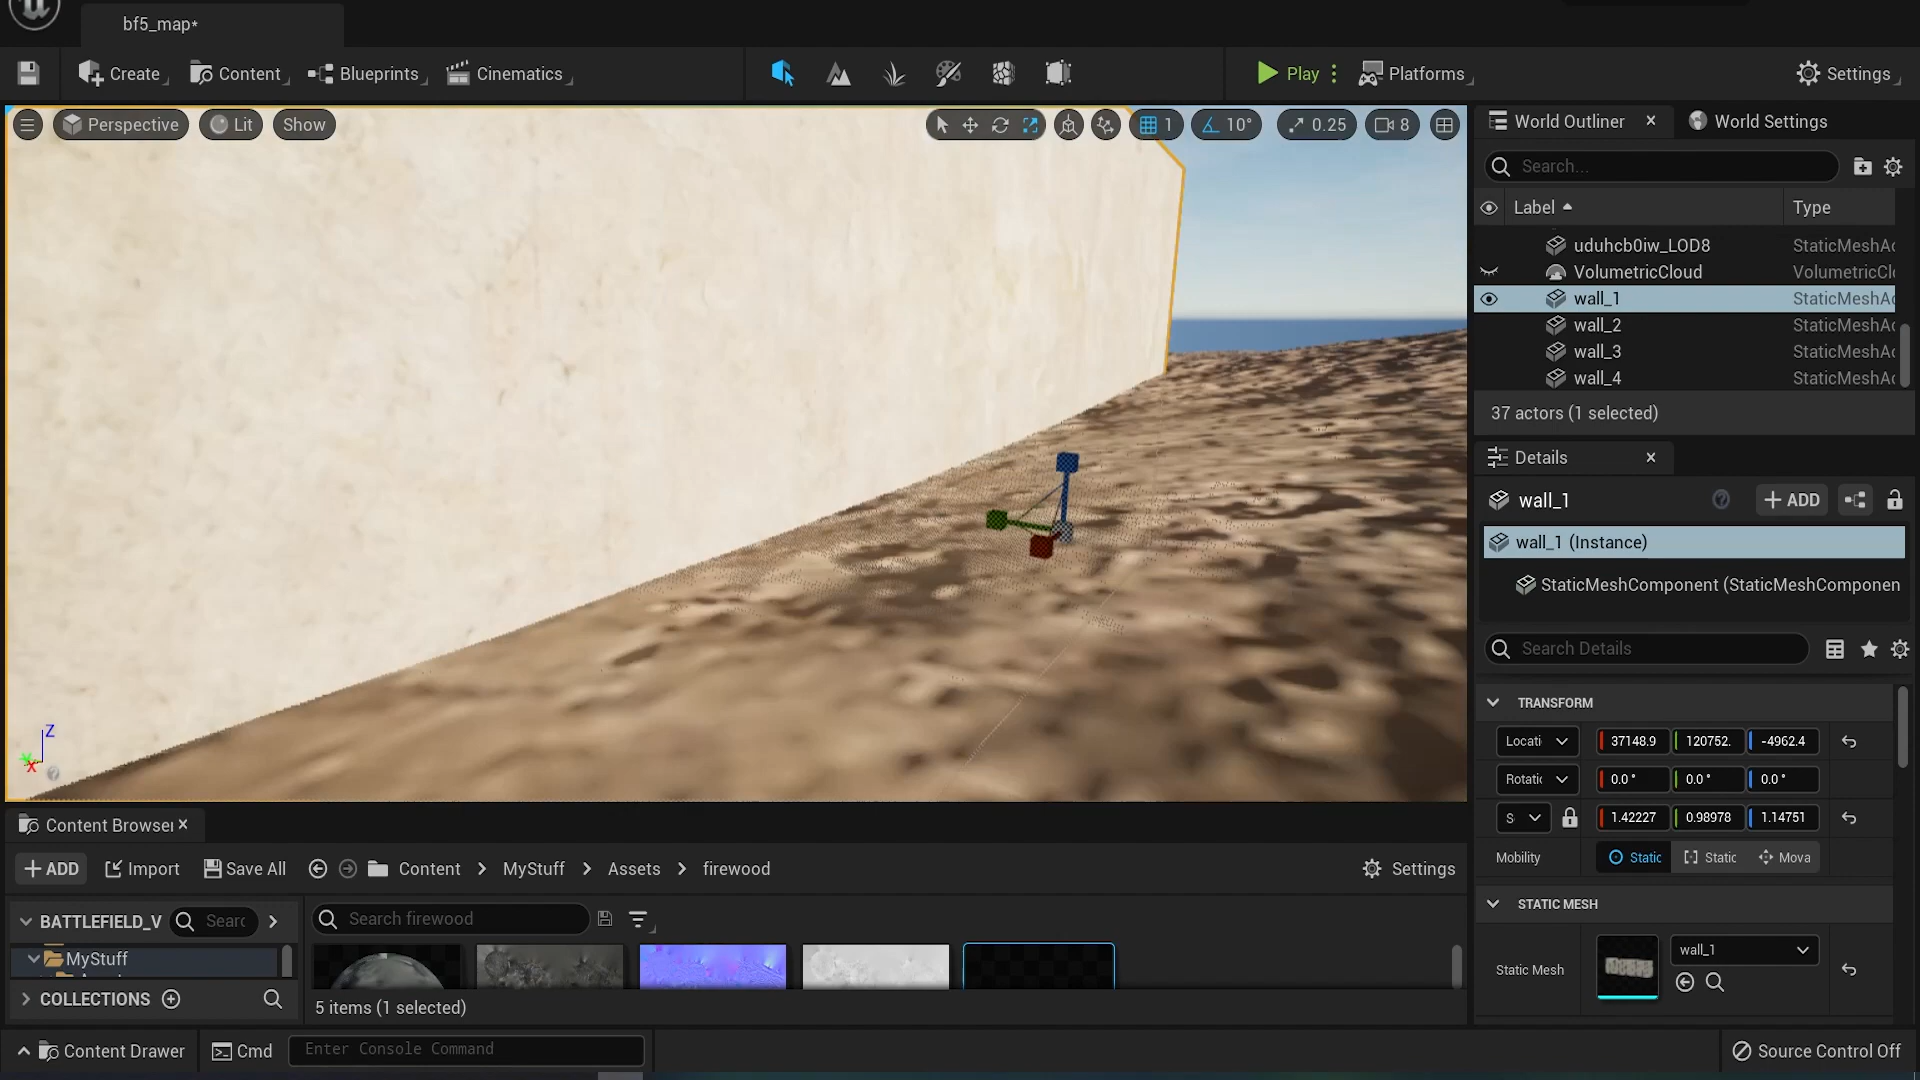 bf5_map*
Create
Content
Blueprints
Cinematics
Play
Platforms
Settings
Perspective
Lit
Show
1
10°
0.25
8
World Outliner
World Settings
Search...
Label
Type
uduhcb0iw_LOD8 StaticMeshAc
VolumetricCloud VolumetricCl
wall_1 StaticMeshAc
wall_2 StaticMeshAc
wall_3 StaticMeshAc
wall_4 StaticMeshAc
37 actors (1 selected)
Details
wall_1
ADD
wall_1 (Instance)
StaticMeshComponent (StaticMeshComponen
Search Details
TRANSFORM
Locati 37148.9 120752. -4962.4
Rotatic 0.0° 0.0° 0.0°
S 1.42227 0.98978 1.14751
Mobility Static Static Mova
STATIC MESH
Static Mesh
wall_1
Z
X
Content Browser
ADD
Import
Save All
Content
MyStuff
Assets
firewood
Settings
BATTLEFIELD_V
Searc
Search firewood
MyStuff
COLLECTIONS
5 items (1 selected)
Content Drawer
Cmd
Enter Console Command
Source Control Off